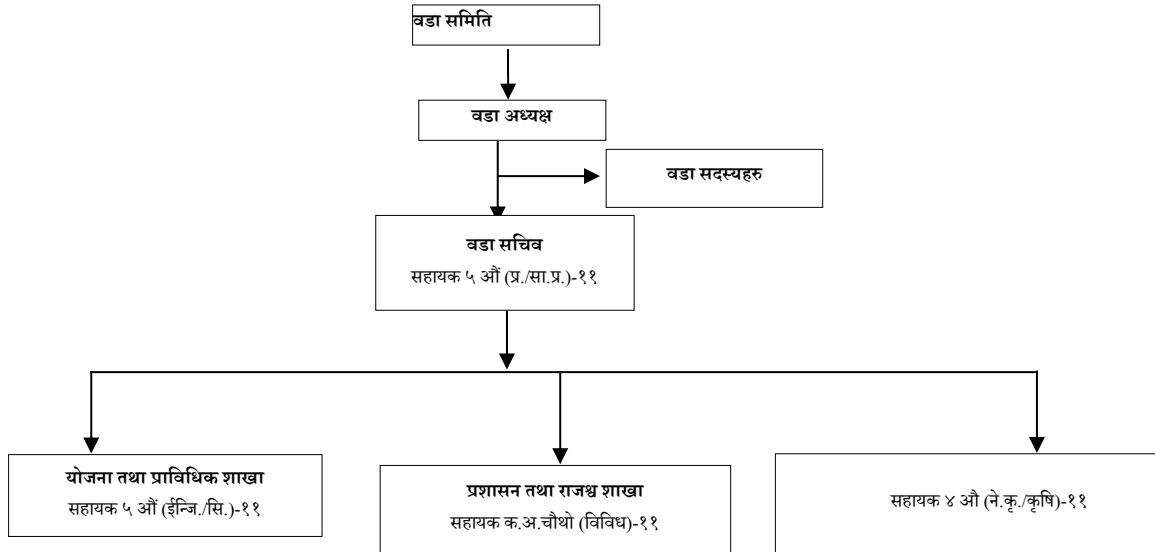 वडा समिति
वडा अध्यक्ष
वडा सदस्यहरु
वडा सचिव
सहायक ५ औं (प्र./सा.प्र.)-११
योजना तथा प्राविधिक शाखा
सहायक ५ औं (ईन्जि./सि.)-११
प्रशासन तथा राजश्व शाखा
सहायक क.अ.चौथो (विविध)-११
सहायक ४ औ (ने.कृ./कृषि)-११